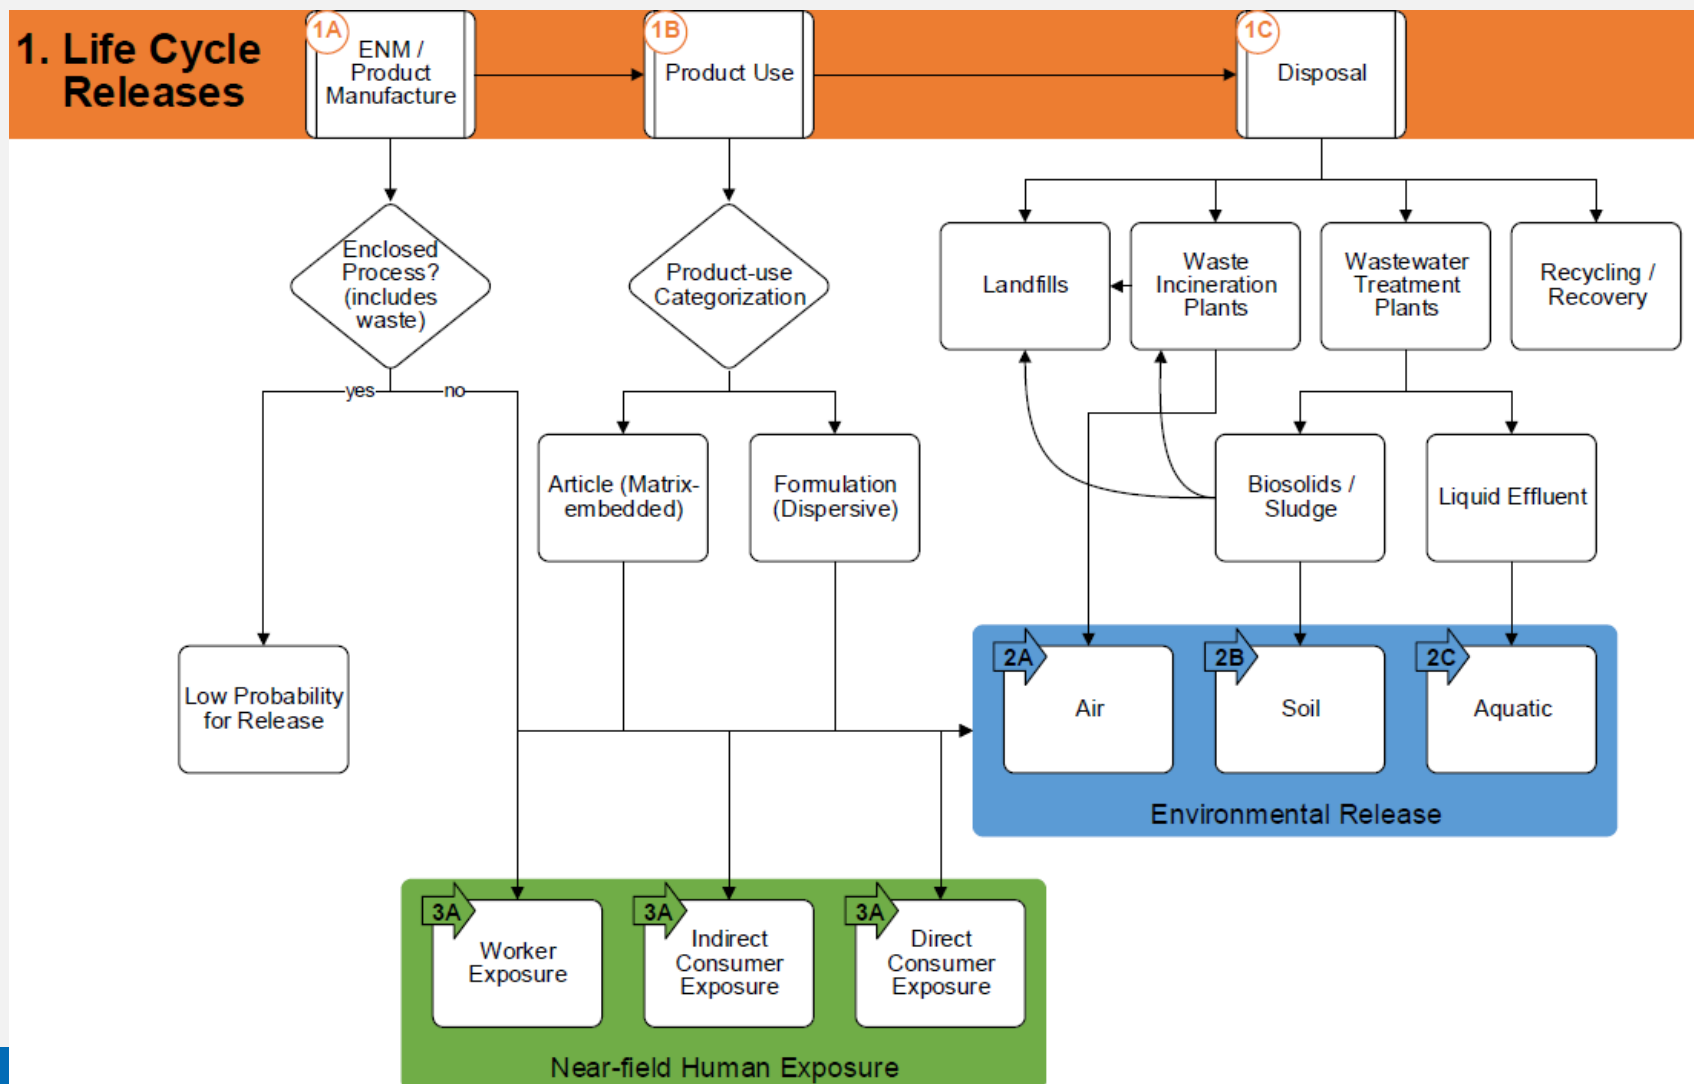 1. Life Cycle
Releases
1A
ENM /
Product
Manufacture
1B
Product Use
1C
Disposal
Enclosed
Process?
(includes
waste)
Product-use
Categorization
Landfills
Waste
Incineration
Plants
Wastewater
Treatment
Plants
Recycling /
Recovery
yes
no
Article (Matrix-
embedded)
Formulation
(Dispersive)
Biosolids /
Sludge
Liquid Effluent
Low Probability
for Release
2A
Air
2B
Soil
2C
Aquatic
Environmental Release
3A
Worker
Exposure
3A
Indirect
Consumer
Exposure
3A
Direct
Consumer
Exposure
Near-field Human Exposure